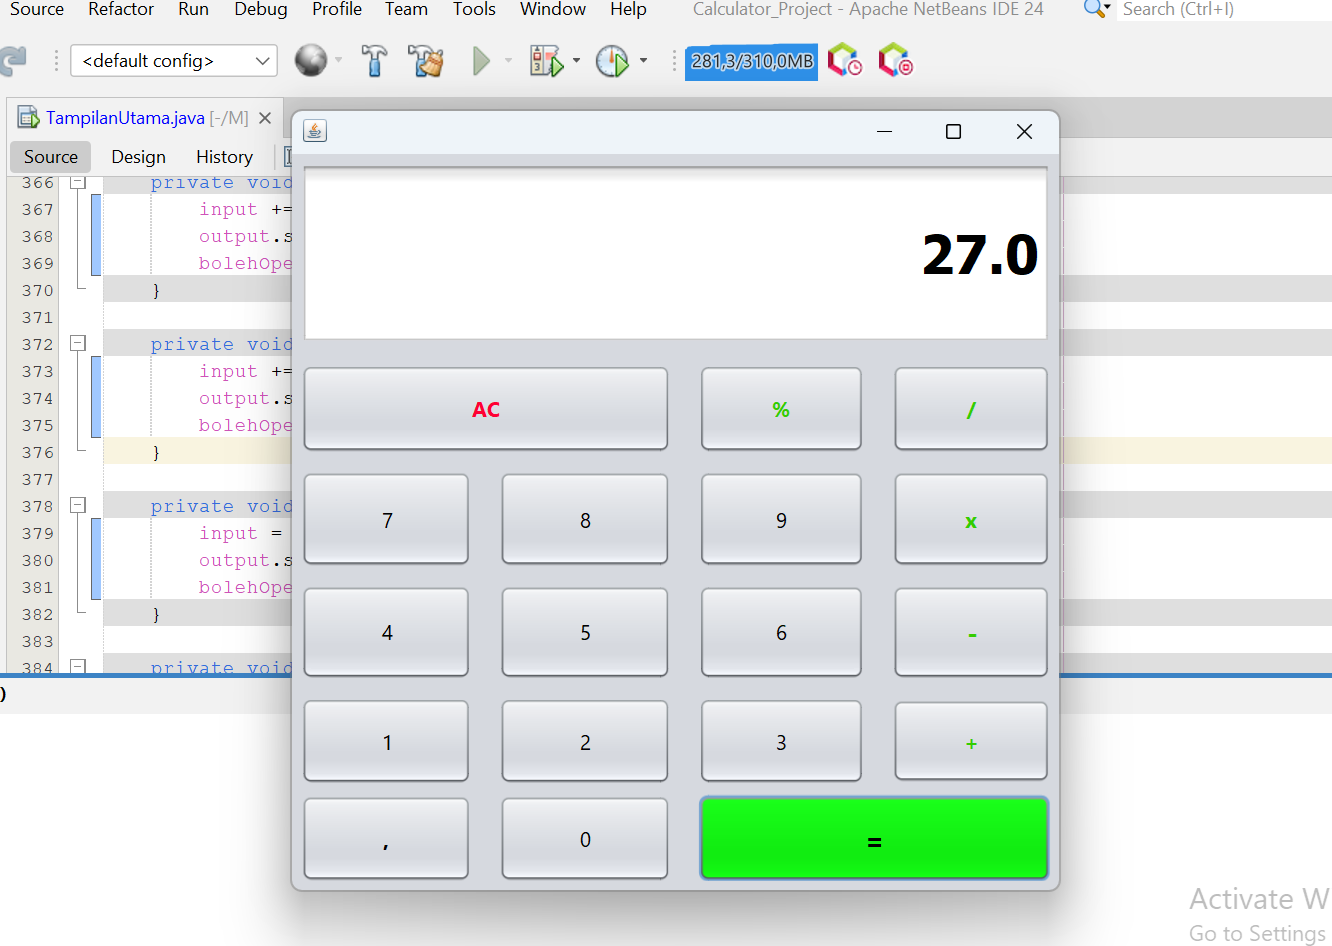 Source Refactor Run Debug Profile Team Tools Window Help Calculator_Project - Apache NetBeans IDE 24 Search (Ctrl+I)
<default config> 281,3/310,0MB
TampilanUtama.java [-/M]
Source Design History
366 private void
367 input +=
368 output.s
369 bolehOpe
370 }
371
372 private void
373 input +=
374 output.s
375 bolehOpe
376 }
377
378 private void
379 input =
380 output.s
381 bolehOpe
382 }
383
384 private void
)
27.0
AC % /
7 8 9 x
4 5 6 -
1 2 3 +
, 0 =
Activate W
Go to Settings